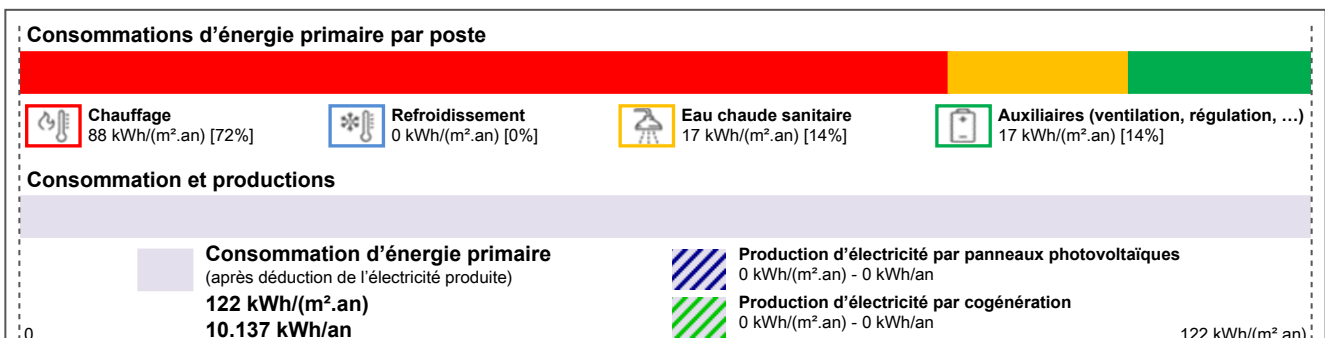 Consommations d'énergie primaire par poste
Chauffage
88 kWh/(m².an) [72%]
Refroidissement
0 kWh/(m².an) [0%]
Eau chaude sanitaire
17 kWh/(m².an) [14%]
Auxiliaires (ventilation, régulation, …)
17 kWh/(m².an) [14%]
Consommation et productions
Consommation d'énergie primaire
(après déduction de l'électricité produite)
122 kWh/(m².an)
10.137 kWh/an
Production d'électricité par panneaux photovoltaïques
0 kWh/(m².an) - 0 kWh/an
Production d'électricité par cogénération
0 kWh/(m².an) - 0 kWh/an
0
122 kWh/(m².an)